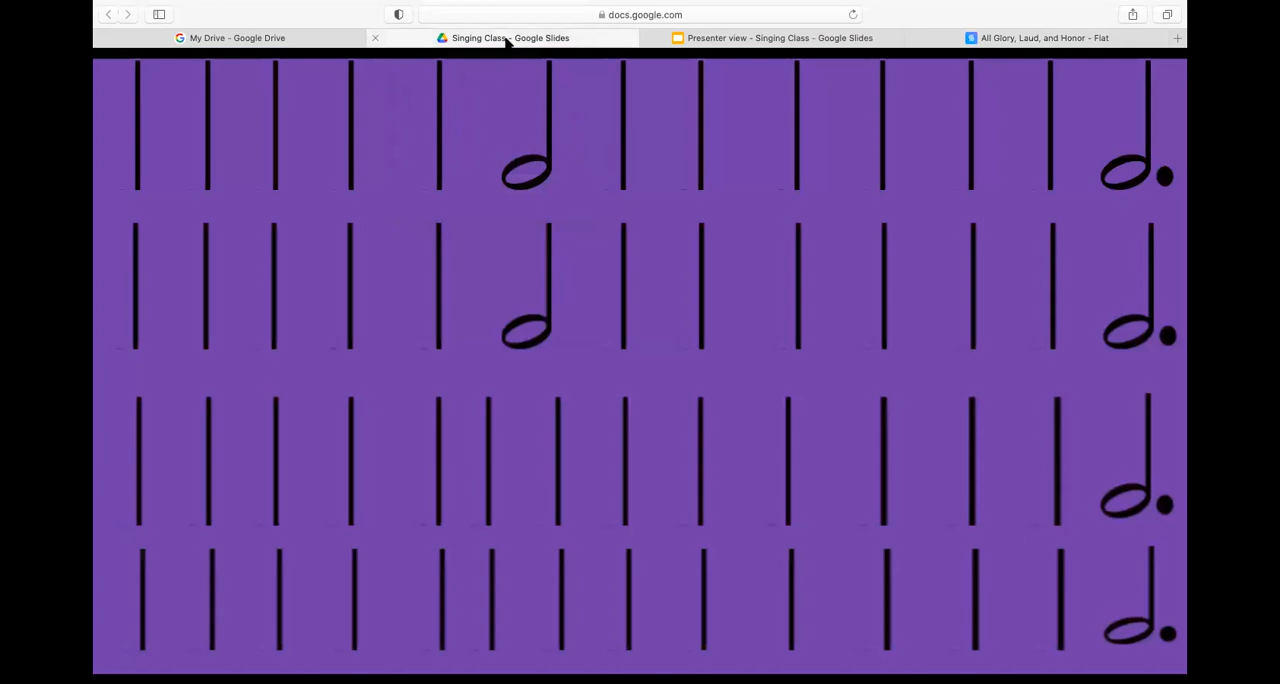 docs.google.com
My Drive - Google Drive
Singing Class - Google Slides
Presenter view - Singing Class - Google Slides
All Glory, Laud, and Honor - Flat